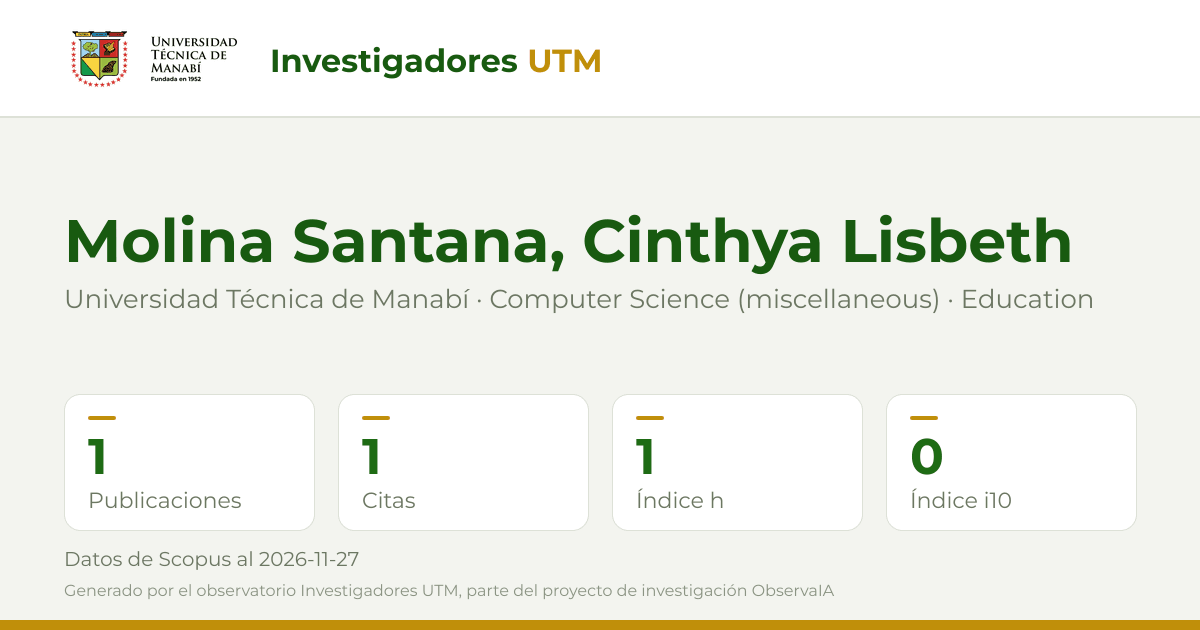 UNIVERSIDAD
TÉCNICA DE
MANABÍ
Fundada en 1952
Investigadores UTM
Molina Santana, Cinthya Lisbeth
Universidad Técnica de Manabí · Computer Science (miscellaneous) · Education
1
Publicaciones
1
Citas
1
Índice h
0
Índice i10
Datos de Scopus al 2026-11-27
Generado por el observatorio Investigadores UTM, parte del proyecto de investigación ObservaIA